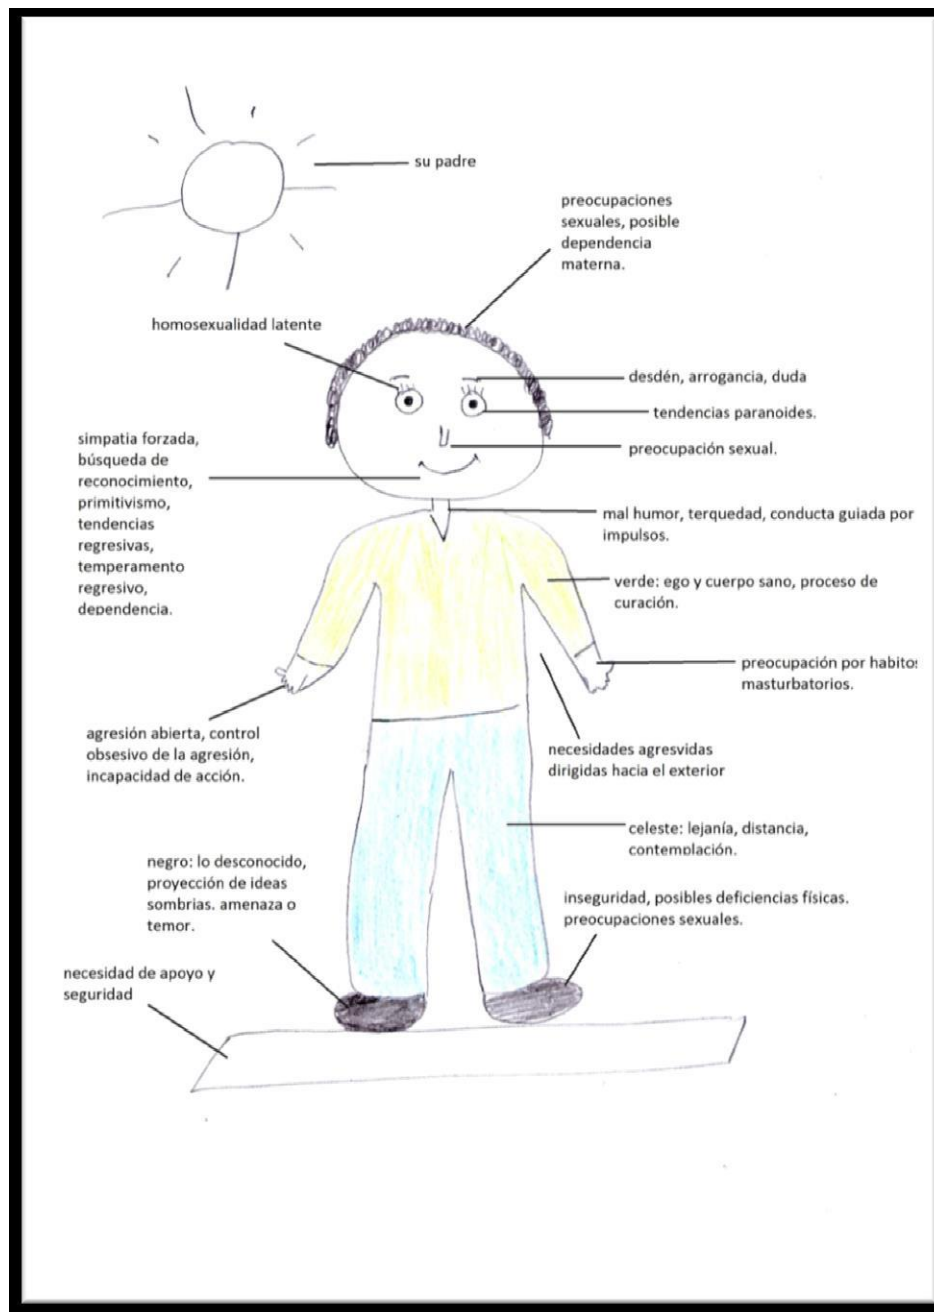 su padre
preocupaciones
sexuales, posible
dependencia
materna.
homosexualidad latente
desdén, arrogancia, duda
tendencias paranoides.
simpatia forzada,
búsqueda de
reconocimiento,
primitivismo,
tendencias
regresivas,
temperamento
regresivo,
dependencia.
preocupación sexual.
mal humor, terquedad, conducta guiada por
impulsos.
verde: ego y cuerpo sano, proceso de
curación.
preocupación por habitos
masturbatorios.
agresión abierta, control
obsesivo de la agresión,
incapacidad de acción.
necesidades agresvidas
dirigidas hacia el exterior
celeste: lejanía, distancia,
contemplación.
negro: lo desconocido,
proyección de ideas
sombrias. amenaza o
temor.
inseguridad, posibles deficiencias físicas.
preocupaciones sexuales.
necesidad de apoyo y
seguridad